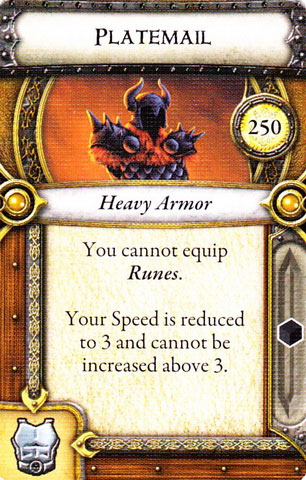 PLATEMAIL
250
Heavy Armor
You cannot equip
Runes.
Your Speed is reduced
to 3 and cannot be
increased above 3.